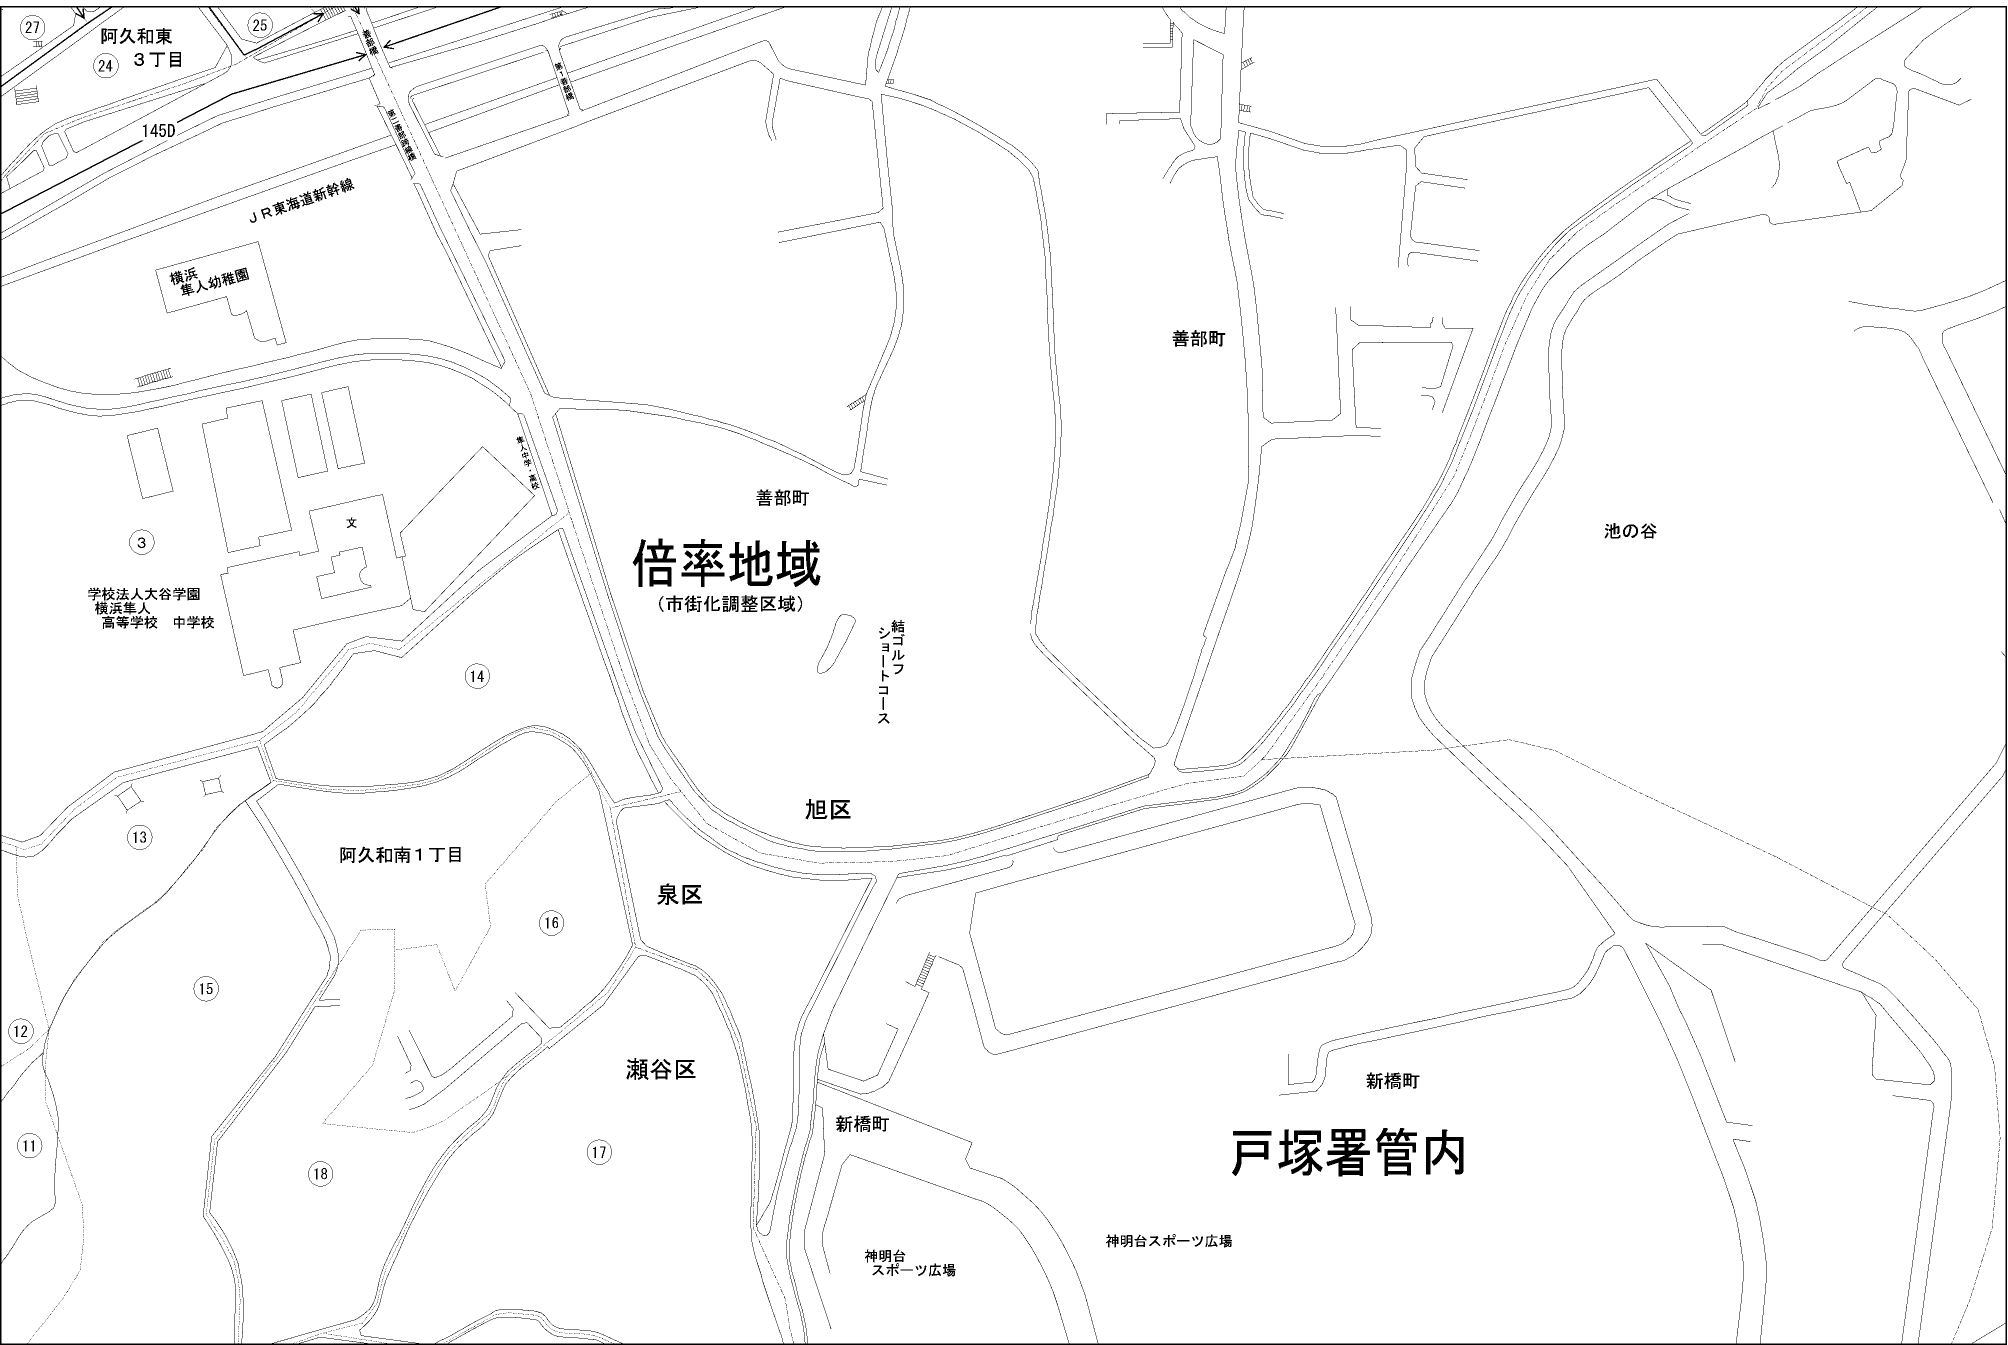 27
25
阿久和東
24 3丁目
善部橋
第1善部橋
145D
第二善部跨線橋
JR東海道新幹線
横浜
隼人幼稚園
善部町
隼人中学・高校
善部町
文
3
倍率地域
池の谷
(市街化調整区域)
学校法人大谷学園
横浜隼人
高等学校 中学校
結ゴルフ
ショートコース
14
旭区
13
阿久和南1丁目
泉区
16
15
12
瀬谷区
新橋町
新橋町
戸塚署管内
11
17
18
神明台スポーツ広場
神明台
スポーツ広場